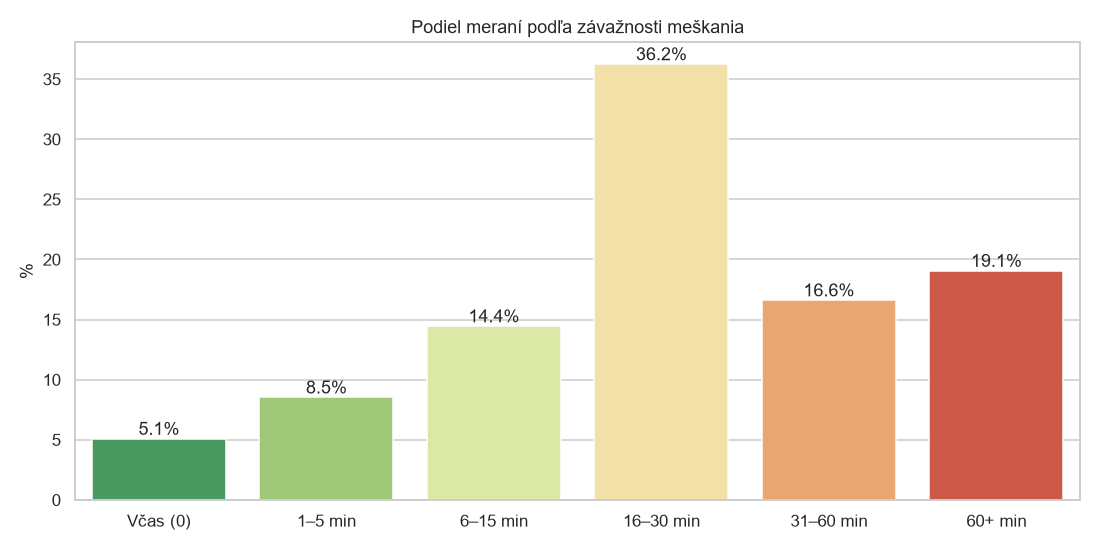 Podiel meraní podľa závažnosti meškania
%
35
30
25
20
15
10
5
0
36.2%
19.1%
16.6%
14.4%
8.5%
5.1%
Včas (0)
1–5 min
6–15 min
16–30 min
31–60 min
60+ min